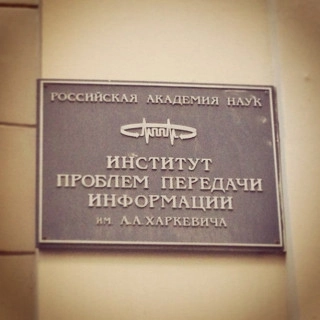 РОССИЙСКАЯ АКАДЕМИЯ НАУК
ИНСТИТУТ
ПРОБЛЕМ ПЕРЕДАЧИ
ИНФОРМАЦИИ
ИМ. А.А.ХАРКЕВИЧА